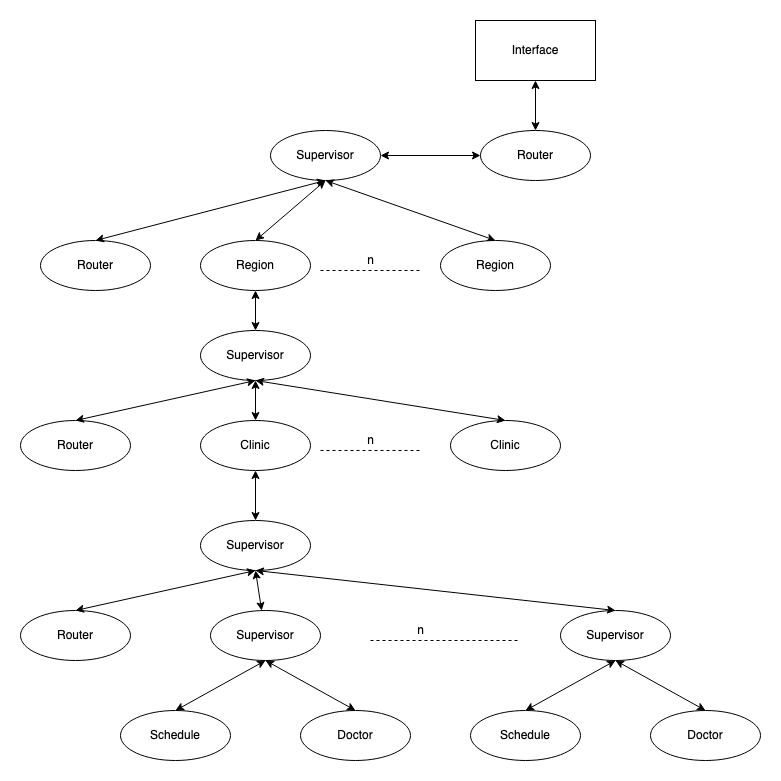 Interface
Supervisor
Router
Router
Region
n
Region
Supervisor
Router
Clinic
n
Clinic
Supervisor
Router
Supervisor
n
Supervisor
Schedule
Doctor
Schedule
Doctor